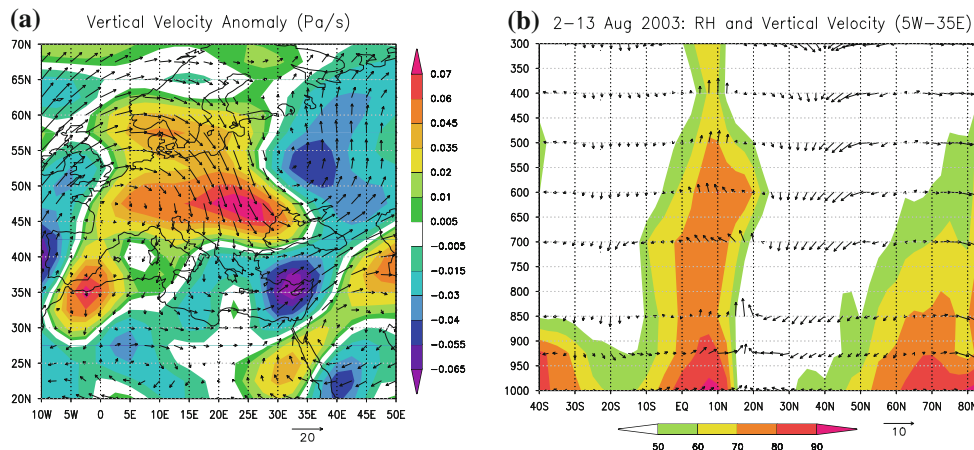 (a) Vertical Velocity Anomaly (Pa/s)
70N
65N
60N
55N
50N
45N
40N
35N
30N
25N
20N
10W 5W 0 5E 10E 15E 20E 25E 30E 35E 40E 45E 50E
20
0.07
0.06
0.045
0.035
0.02
0.01
0.005
−0.005
−0.015
−0.03
−0.04
−0.055
−0.065
(b) 2−13 Aug 2003: RH and Vertical Velocity (5W−35E)
300
350
400
450
500
550
600
650
700
750
800
850
900
950
1000
40S 30S 20S 10S EQ 10N 20N 30N 40N 50N 60N 70N 80N
50 60 70 80 90
10